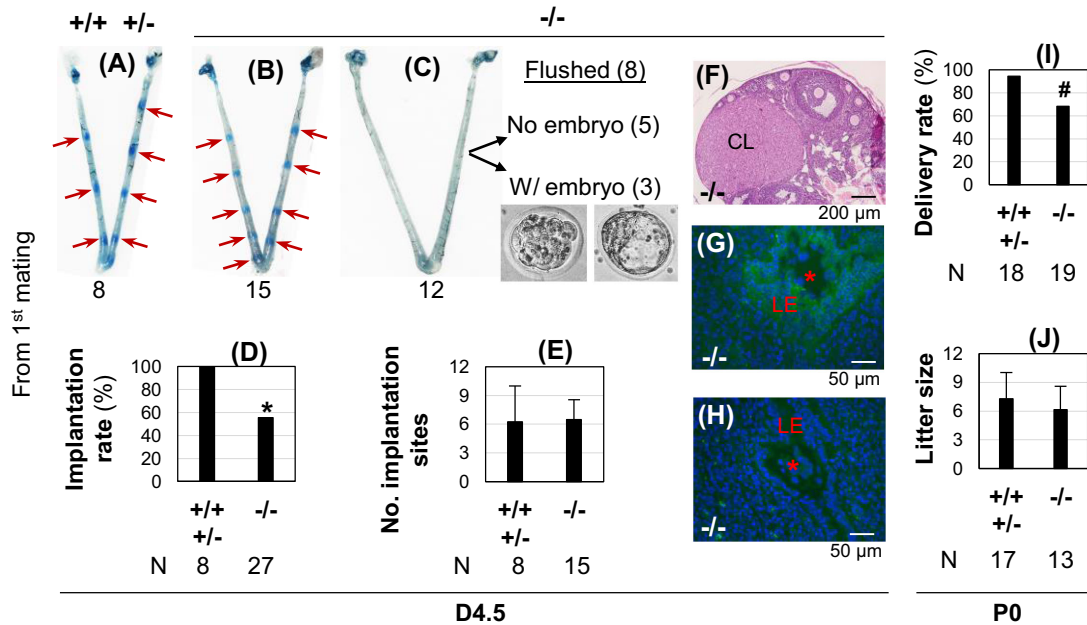 +/+ +/-
-/-
From 1st mating
(A)
8
(B)
15
(C)
12
Flushed (8)
No embryo (5)
W/ embryo (3)
(D)
Implantation rate (%)
100
80
60
40
20
0
*
+/+ -/-
+/-
N 8 27
(E)
No. implantation sites
12
9
6
3
0
+/+ -/-
+/-
N 8 15
(F)
CL
-/-
200 µm
(G)
*
LE
-/-
50 µm
(H)
LE
*
-/-
50 µm
D4.5
(I)
Delivery rate (%)
100
80
60
40
20
0
#
+/+ -/-
+/-
N 18 19
(J)
Litter size
12
9
6
3
0
+/+ -/-
+/-
N 17 13
P0